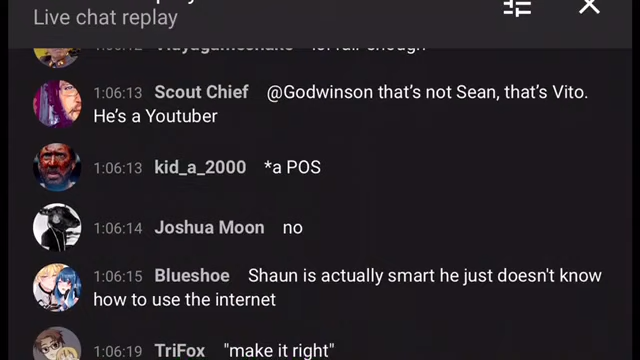 Live chat replay
1:06:13 Scout Chief @Godwinson that's not Sean, that's Vito.
He's a Youtuber
1:06:13 kid_a_2000 *a POS
1:06:14 Joshua Moon no
1:06:15 Blueshoe Shaun is actually smart he just doesn't know
how to use the internet
1:06:19 TriFox "make it right"